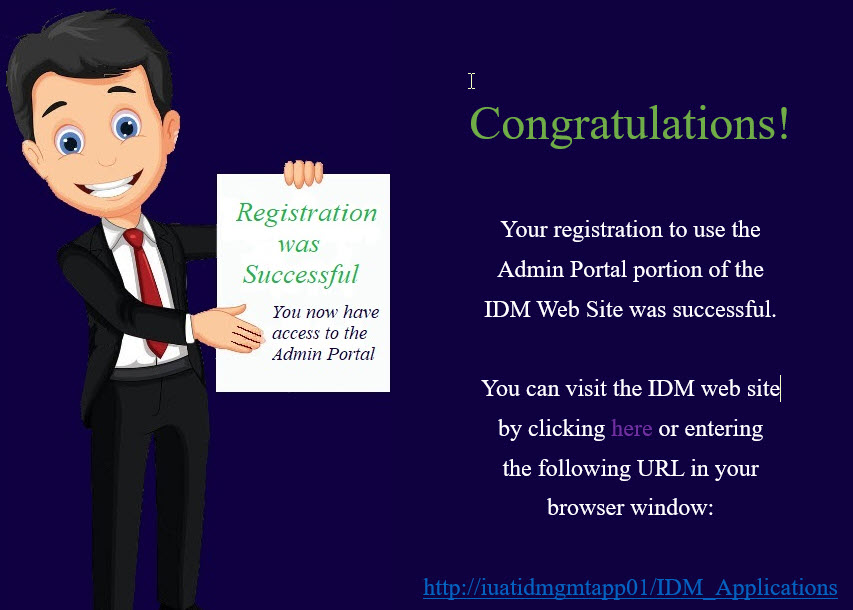 Registration
was
Successful
You now have
access to the
Admin Portal
Congratulations!
Your registration to use the
Admin Portal portion of the
IDM Web Site was successful.
You can visit the IDM web site
by clicking here or entering
the following URL in your
browser window:
http://iuatidmgmtapp01/IDM_Applications